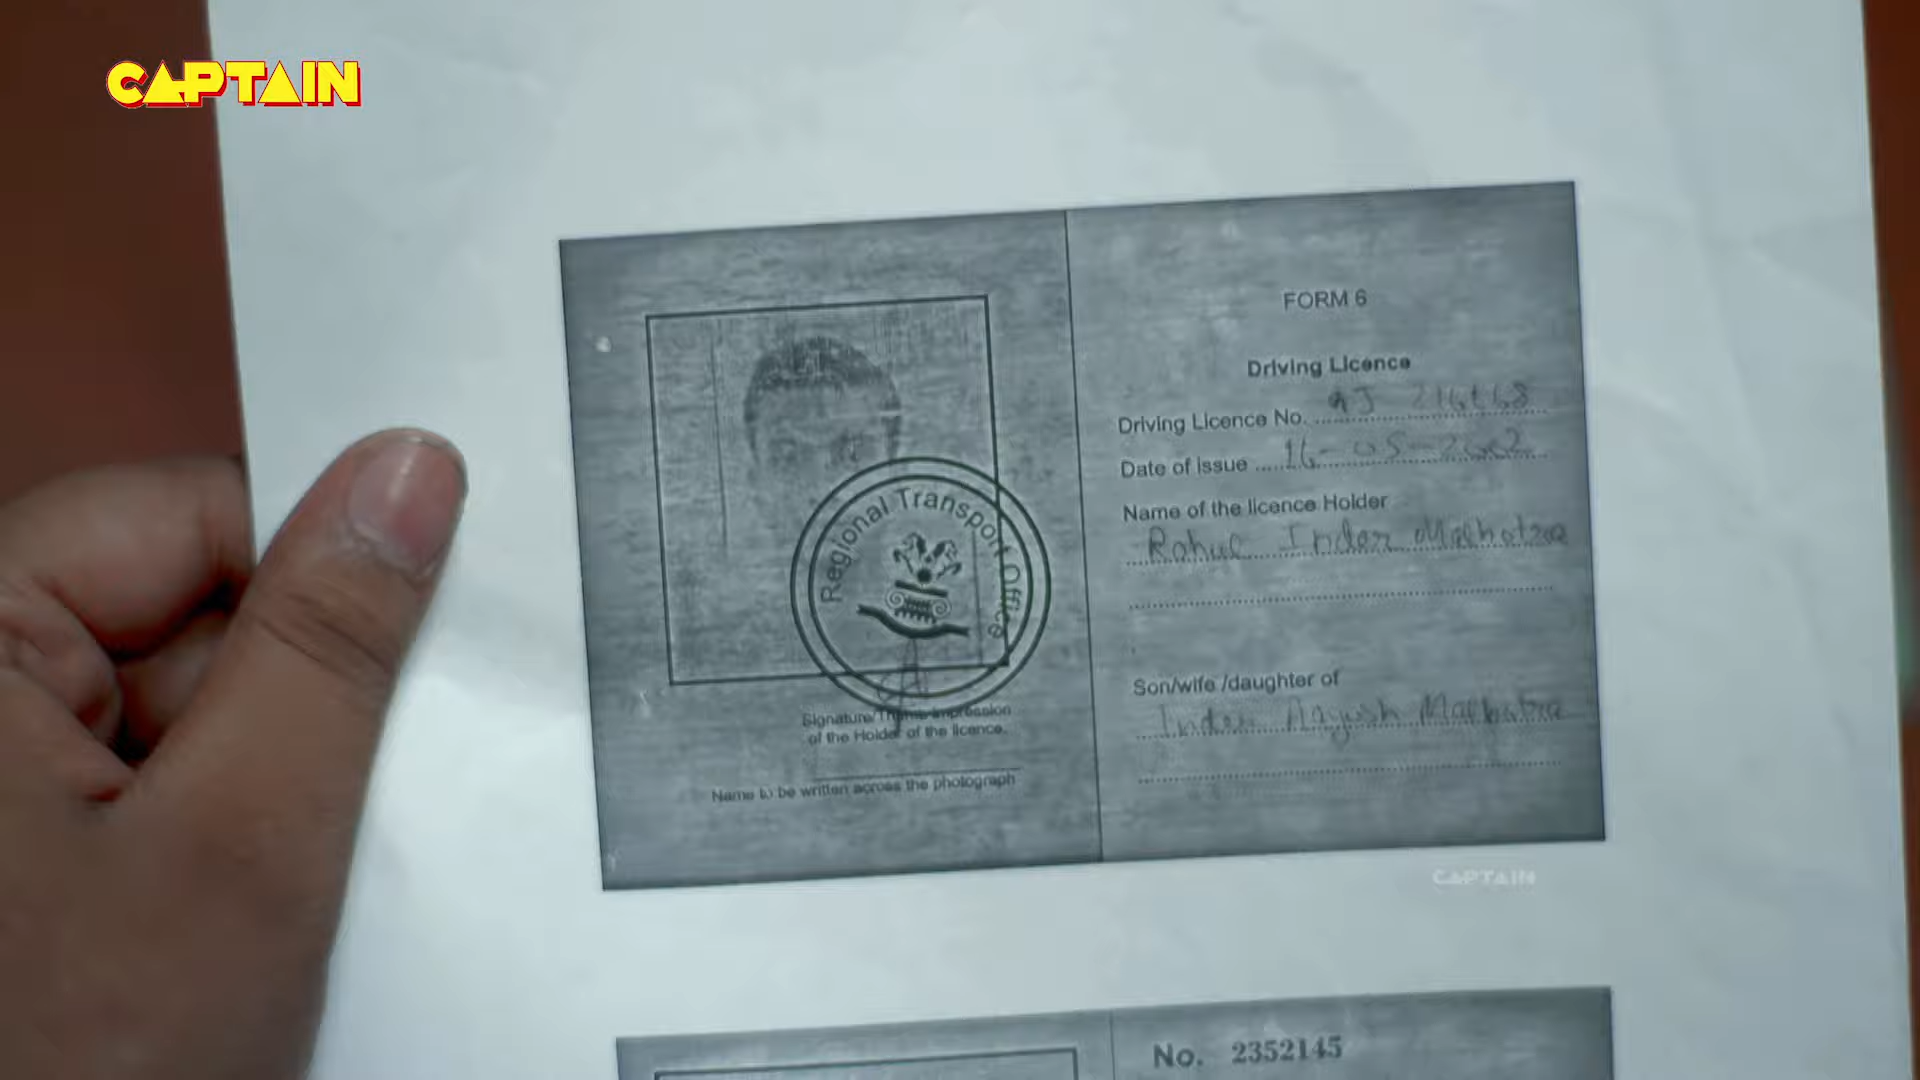 CAPTAIN
FORM 6
Driving Licence
Driving Licence No.
Date of issue 16-05-2002
Name of the licence Holder
Rahul Inder Malhotra
Son/wife /daughter of
Inder Aayush Malhotra
Regional Transport Office
Signature/Thumb impression
of the Holder of the licence.
Name to be written across the photograph
CAPTAIN
No. 2352145